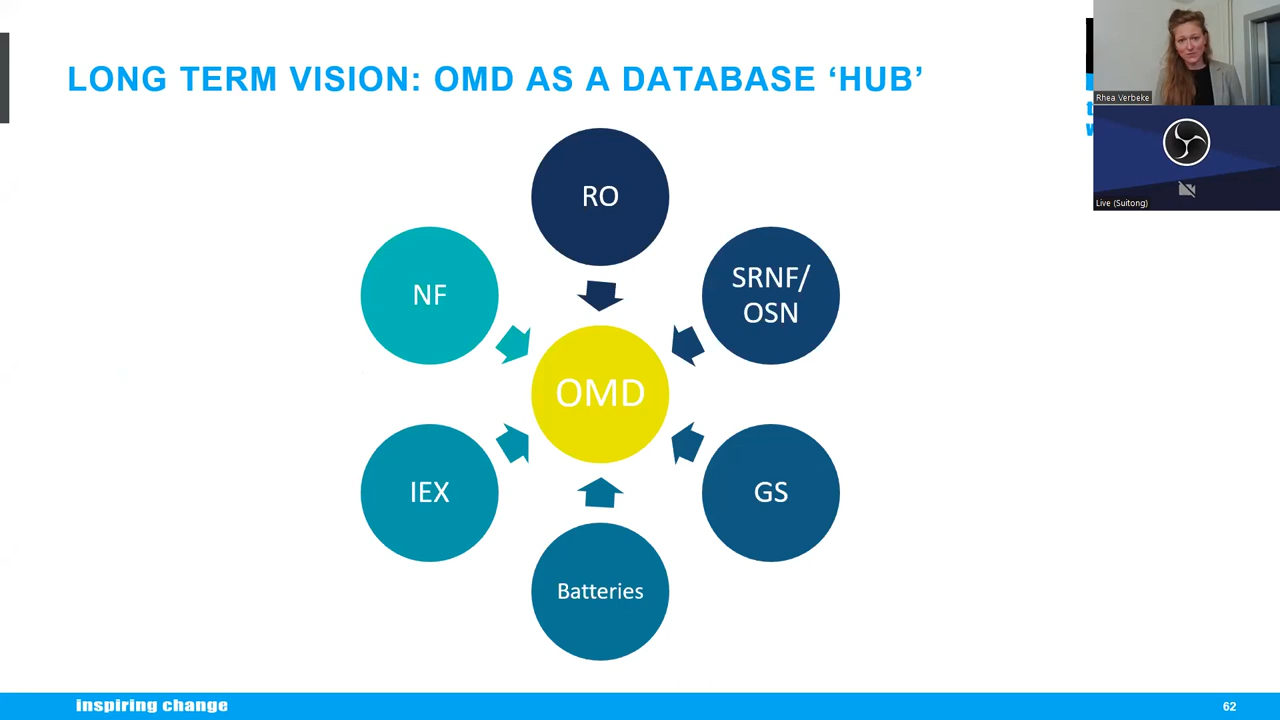 LONG TERM VISION: OMD AS A DATABASE ‘HUB’
Rhea Verbeke
Live (Suitong)
RO
NF
SRNF/
OSN
OMD
IEX
GS
Batteries
inspiring change
62